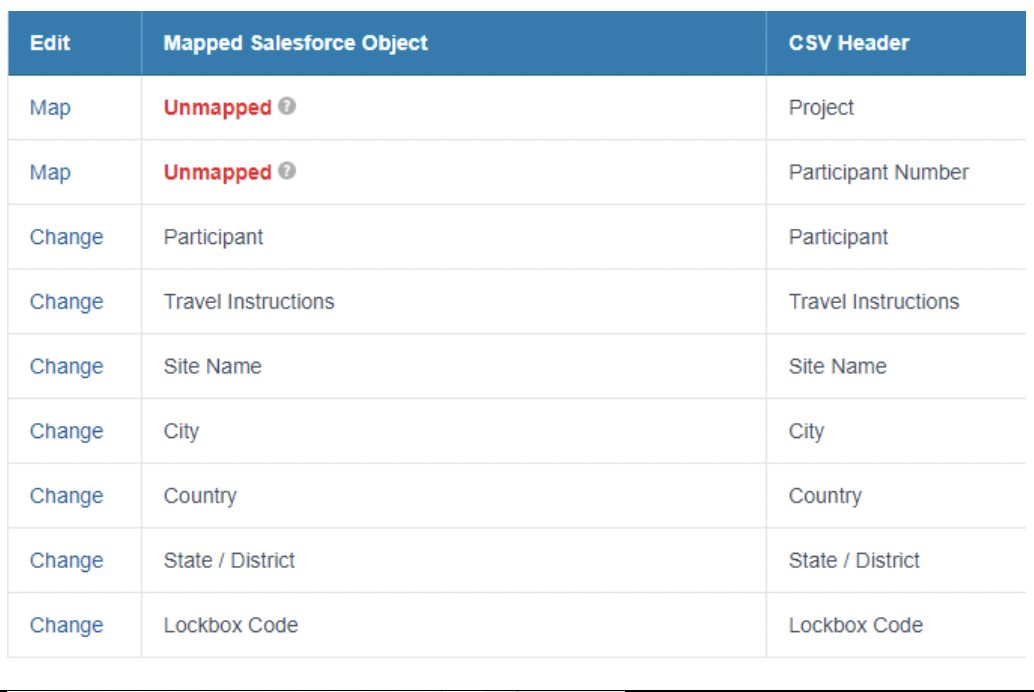 Edit Mapped Salesforce Object CSV Header
Map Unmapped ? Project
Map Unmapped ? Participant Number
Change Participant Participant
Change Travel Instructions Travel Instructions
Change Site Name Site Name
Change City City
Change Country Country
Change State / District State / District
Change Lockbox Code Lockbox Code